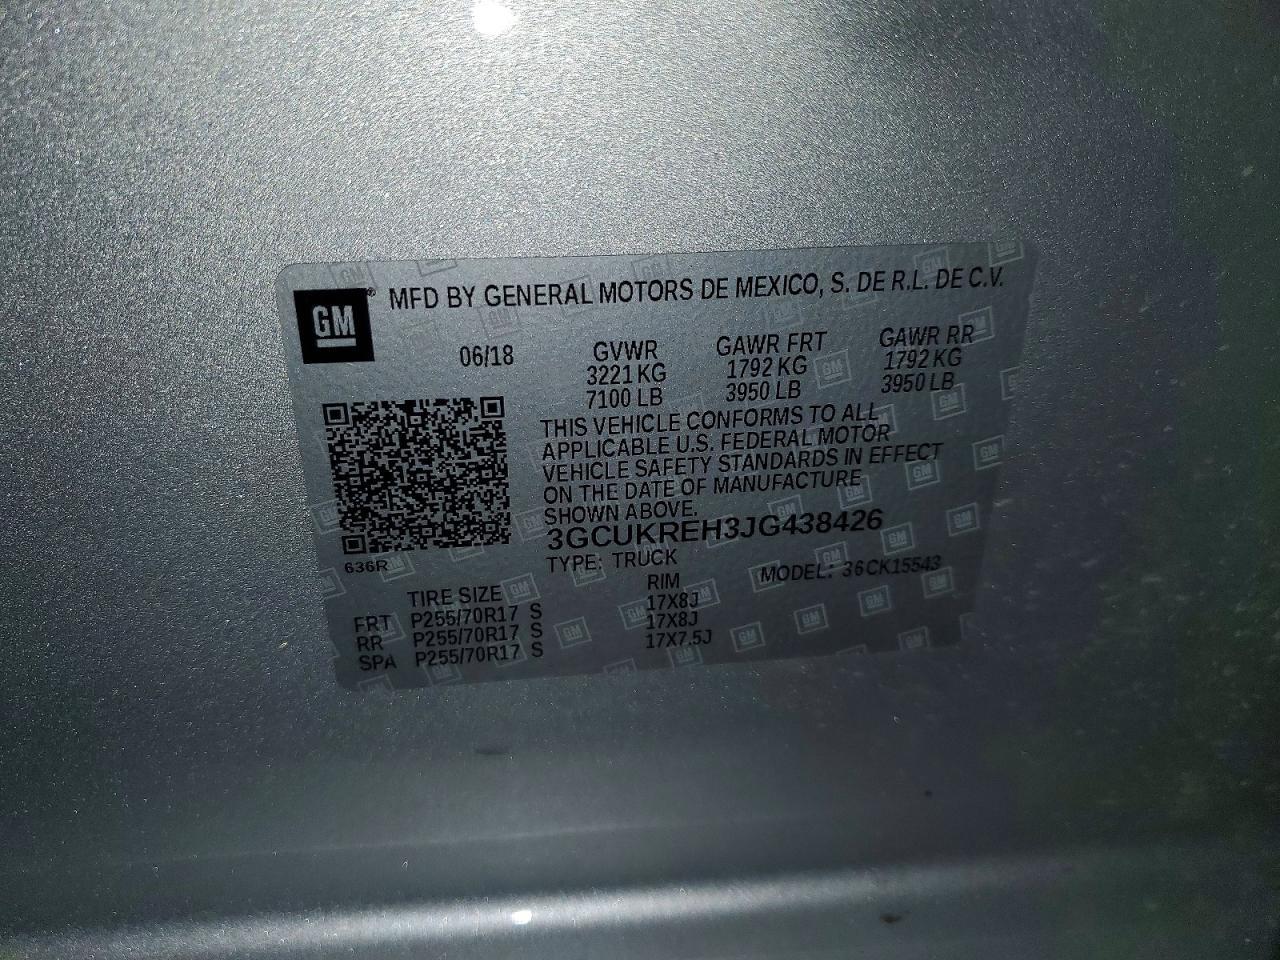 GM® MFD BY GENERAL MOTORS DE MEXICO, S. DE R.L. DE C.V.
06/18 GVWR GAWR FRT GAWR RR
3221 KG 1792 KG 1792 KG
7100 LB 3950 LB 3950 LB
THIS VEHICLE CONFORMS TO ALL
APPLICABLE U.S. FEDERAL MOTOR
VEHICLE SAFETY STANDARDS IN EFFECT
ON THE DATE OF MANUFACTURE
SHOWN ABOVE.
3GCUKREH3JG438426
636R TYPE: TRUCK MODEL: 36CK15543
TIRE SIZE RIM
FRT P255/70R17 S 17X8J
RR P255/70R17 S 17X8J
SPA P255/70R17 S 17X7.5J